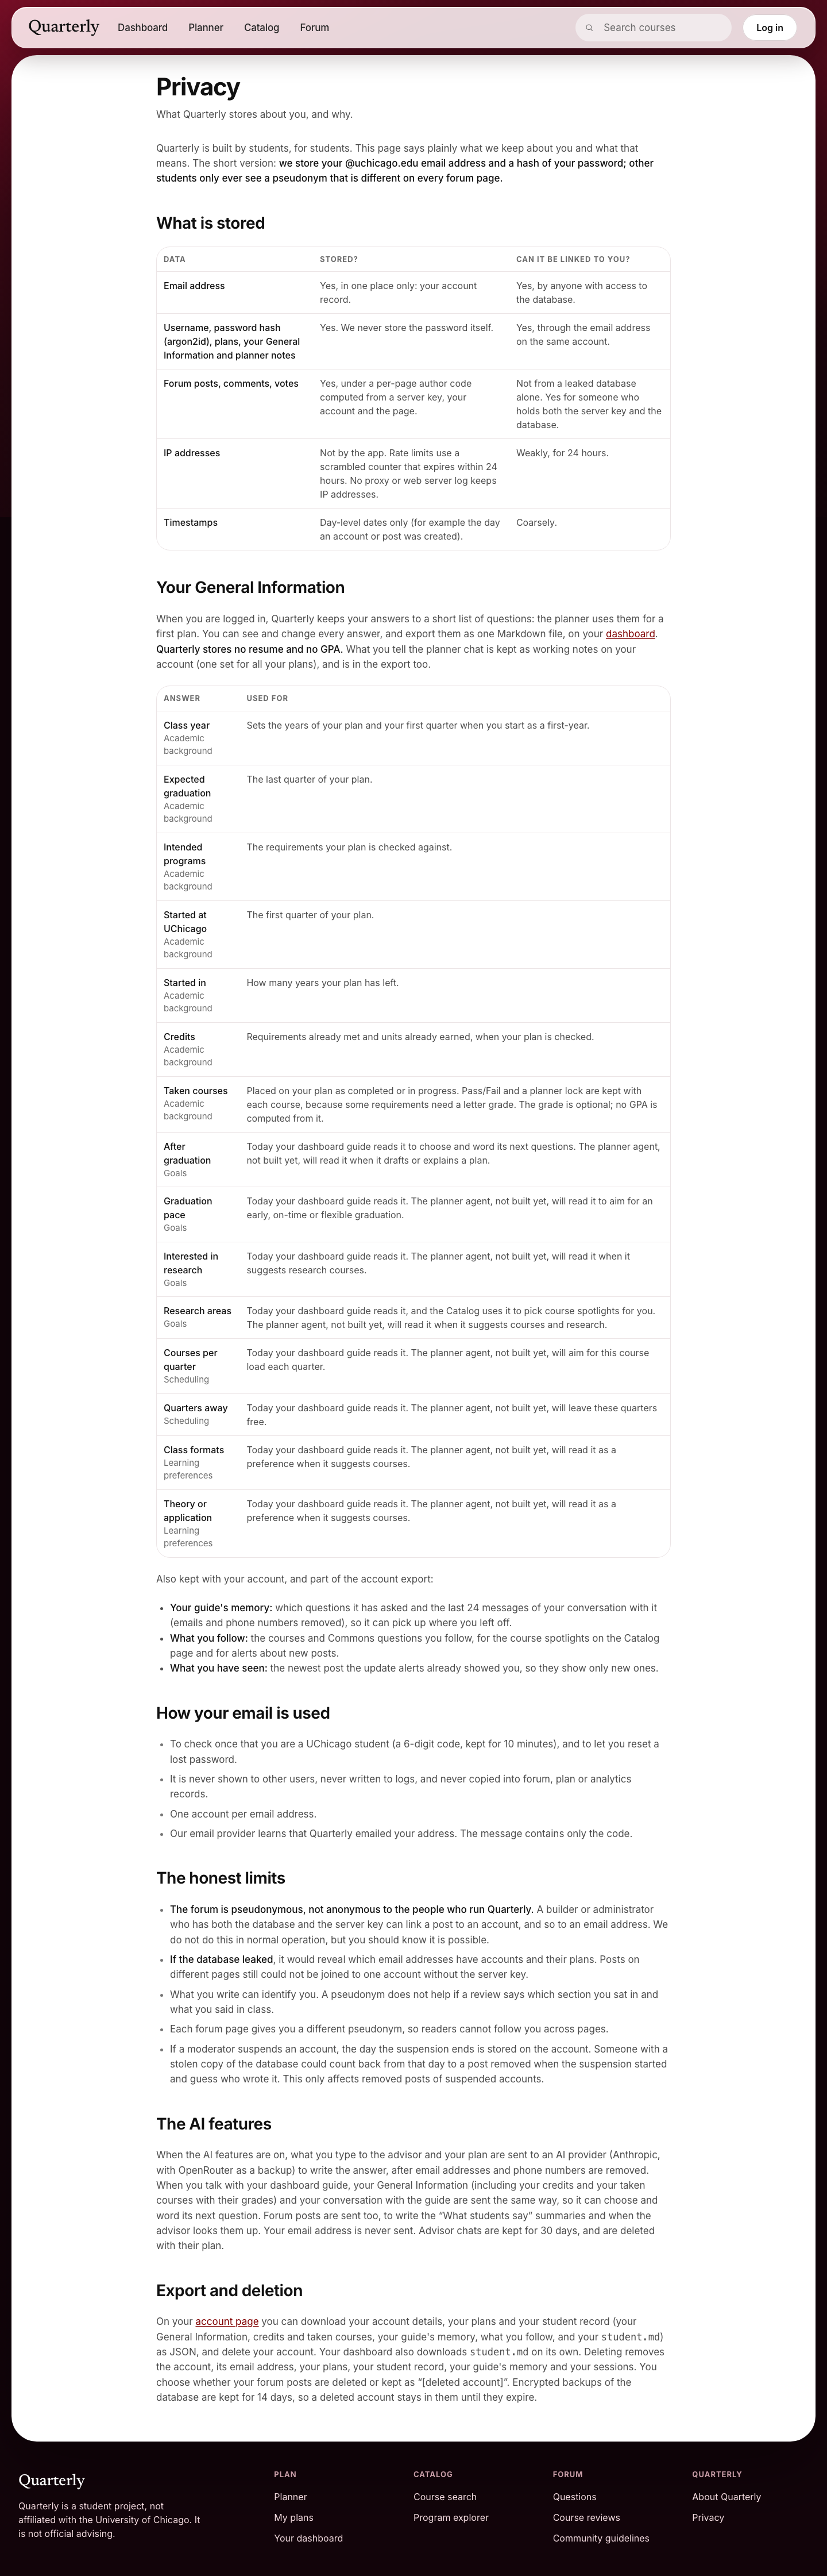 Quarterly Dashboard Planner Catalog Forum Search courses Log in
Privacy
What Quarterly stores about you, and why.
Quarterly is built by students, for students. This page says plainly what we keep about you and what that
means. The short version: we store your @uchicago.edu email address and a hash of your password; other
students only ever see a pseudonym that is different on every forum page.
What is stored
DATA STORED? CAN IT BE LINKED TO YOU?
Email address
Yes, in one place only: your account
record.
Yes, by anyone with access to
the database.
Username, password hash
(argon2id), plans, your General
Information and planner notes
Yes. We never store the password itself.
Yes, through the email address
on the same account.
Forum posts, comments, votes
Yes, under a per-page author code
computed from a server key, your
account and the page.
Not from a leaked database
alone. Yes for someone who
holds both the server key and the
database.
IP addresses
Not by the app. Rate limits use a
scrambled counter that expires within 24
hours. No proxy or web server log keeps
IP addresses.
Weakly, for 24 hours.
Timestamps
Day-level dates only (for example the day
an account or post was created).
Coarsely.
Your General Information
When you are logged in, Quarterly keeps your answers to a short list of questions: the planner uses them for a
first plan. You can see and change every answer, and export them as one Markdown file, on your dashboard.
Quarterly stores no resume and no GPA. What you tell the planner chat is kept as working notes on your
account (one set for all your plans), and is in the export too.
ANSWER USED FOR
Class year
Academic
background
Sets the years of your plan and your first quarter when you start as a first-year.
Expected
graduation
Academic
background
The last quarter of your plan.
Intended
programs
Academic
background
The requirements your plan is checked against.
Started at
UChicago
Academic
background
The first quarter of your plan.
Started in
Academic
background
How many years your plan has left.
Credits
Academic
background
Requirements already met and units already earned, when your plan is checked.
Taken courses
Academic
background
Placed on your plan as completed or in progress. Pass/Fail and a planner lock are kept with
each course, because some requirements need a letter grade. The grade is optional; no GPA is
computed from it.
After
graduation
Goals
Today your dashboard guide reads it to choose and word its next questions. The planner agent,
not built yet, will read it when it drafts or explains a plan.
Graduation
pace
Goals
Today your dashboard guide reads it. The planner agent, not built yet, will read it to aim for an
early, on-time or flexible graduation.
Interested in
research
Goals
Today your dashboard guide reads it. The planner agent, not built yet, will read it when it
suggests research courses.
Research areas
Goals
Today your dashboard guide reads it, and the Catalog uses it to pick course spotlights for you.
The planner agent, not built yet, will read it when it suggests courses and research.
Courses per
quarter
Scheduling
Today your dashboard guide reads it. The planner agent, not built yet, will aim for this course
load each quarter.
Quarters away
Scheduling
Today your dashboard guide reads it. The planner agent, not built yet, will leave these quarters
free.
Class formats
Learning
preferences
Today your dashboard guide reads it. The planner agent, not built yet, will read it as a
preference when it suggests courses.
Theory or
application
Learning
preferences
Today your dashboard guide reads it. The planner agent, not built yet, will read it as a
preference when it suggests courses.
Also kept with your account, and part of the account export:
• Your guide's memory: which questions it has asked and the last 24 messages of your conversation with it
(emails and phone numbers removed), so it can pick up where you left off.
• What you follow: the courses and Commons questions you follow, for the course spotlights on the Catalog
page and for alerts about new posts.
• What you have seen: the newest post the update alerts already showed you, so they show only new ones.
How your email is used
• To check once that you are a UChicago student (a 6-digit code, kept for 10 minutes), and to let you reset a
lost password.
• It is never shown to other users, never written to logs, and never copied into forum, plan or analytics
records.
• One account per email address.
• Our email provider learns that Quarterly emailed your address. The message contains only the code.
The honest limits
• The forum is pseudonymous, not anonymous to the people who run Quarterly. A builder or administrator
who has both the database and the server key can link a post to an account, and so to an email address. We
do not do this in normal operation, but you should know it is possible.
• If the database leaked, it would reveal which email addresses have accounts and their plans. Posts on
different pages still could not be joined to one account without the server key.
• What you write can identify you. A pseudonym does not help if a review says which section you sat in and
what you said in class.
• Each forum page gives you a different pseudonym, so readers cannot follow you across pages.
• If a moderator suspends an account, the day the suspension ends is stored on the account. Someone with a
stolen copy of the database could count back from that day to a post removed when the suspension started
and guess who wrote it. This only affects removed posts of suspended accounts.
The AI features
When the AI features are on, what you type to the advisor and your plan are sent to an AI provider (Anthropic,
with OpenRouter as a backup) to write the answer, after email addresses and phone numbers are removed.
When you talk with your dashboard guide, your General Information (including your credits and your taken
courses with their grades) and your conversation with the guide are sent the same way, so it can choose and
word its next question. Forum posts are sent too, to write the “What students say” summaries and when the
advisor looks them up. Your email address is never sent. Advisor chats are kept for 30 days, and are deleted
with their plan.
Export and deletion
On your account page you can download your account details, your plans and your student record (your
General Information, credits and taken courses, your guide's memory, what you follow, and your student.md)
as JSON, and delete your account. Your dashboard also downloads student.md on its own. Deleting removes
the account, its email address, your plans, your student record, your guide's memory and your sessions. You
choose whether your forum posts are deleted or kept as “[deleted account]”. Encrypted backups of the
database are kept for 14 days, so a deleted account stays in them until they expire.
Quarterly
Quarterly is a student project, not
affiliated with the University of Chicago. It
is not official advising.
PLAN
Planner
My plans
Your dashboard
CATALOG
Course search
Program explorer
FORUM
Questions
Course reviews
Community guidelines
QUARTERLY
About Quarterly
Privacy